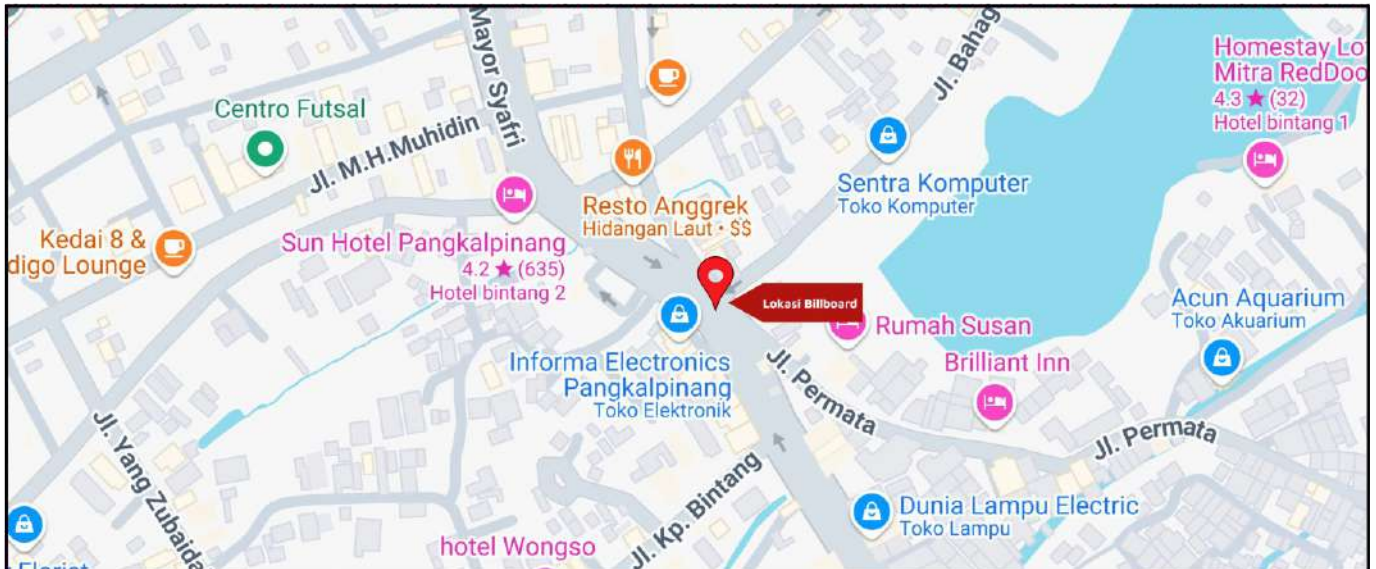 Mayor Syafri
Jl. Bahag
Homestay Lo
Mitra RedDoo
4.3 ★ (32)
Hotel bintang 1
Centro Futsal
Jl. M.H.Muhidin
Sentra Komputer
Toko Komputer
Resto Anggrek
Hidangan Laut • $$
Kedai 8 &
digo Lounge
Sun Hotel Pangkalpinang
4.2 ★ (635)
Hotel bintang 2
Lokasi Billboard
Acun Aquarium
Toko Akuarium
Rumah Susan
Informa Electronics
Pangkalpinang
Toko Elektronik
Brilliant Inn
Jl. Permata
Jl. Permata
Jl. Yang Zubaida
Jl. Kp. Bintang
Dunia Lampu Electric
Toko Lampu
hotel Wongso
Florist